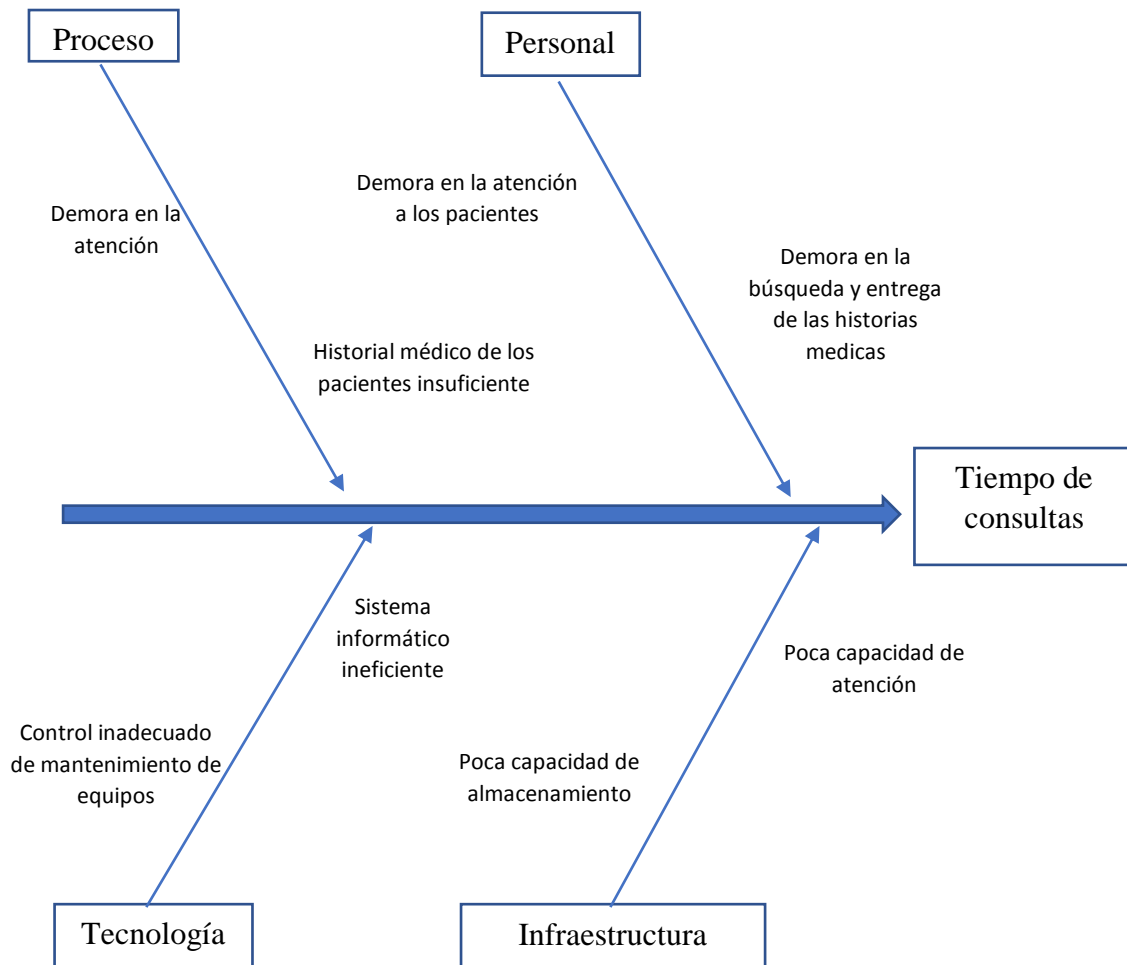 Proceso
Personal
Demora en la
atención
Demora en la atención
a los pacientes
Historial médico de los
pacientes insuficiente
Demora en la
búsqueda y entrega
de las historias
medicas
Tiempo de
consultas
Sistema
informático
ineficiente
Control inadecuado
de mantenimiento de
equipos
Poca capacidad de
atención
Poca capacidad de
almacenamiento
Tecnología
Infraestructura